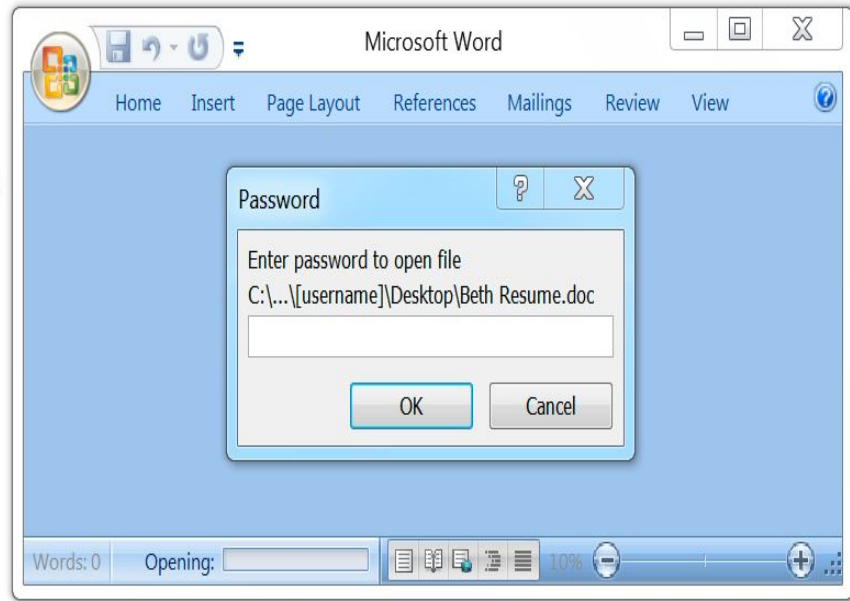 Microsoft Word
Home Insert Page Layout References Mailings Review View
Password
Enter password to open file
C:\...\[username]\Desktop\Beth Resume.doc
OK Cancel
Words: 0 Opening: 10%